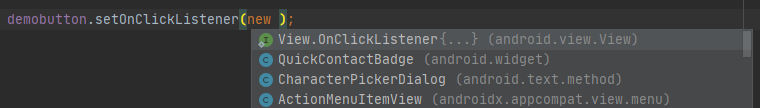 demobutton.setOnClickListener(new );
View.OnClickListener{...} (android.view.View)
QuickContactBadge (android.widget)
CharacterPickerDialog (android.text.method)
ActionMenuItemView (androidx.appcompat.view.menu)